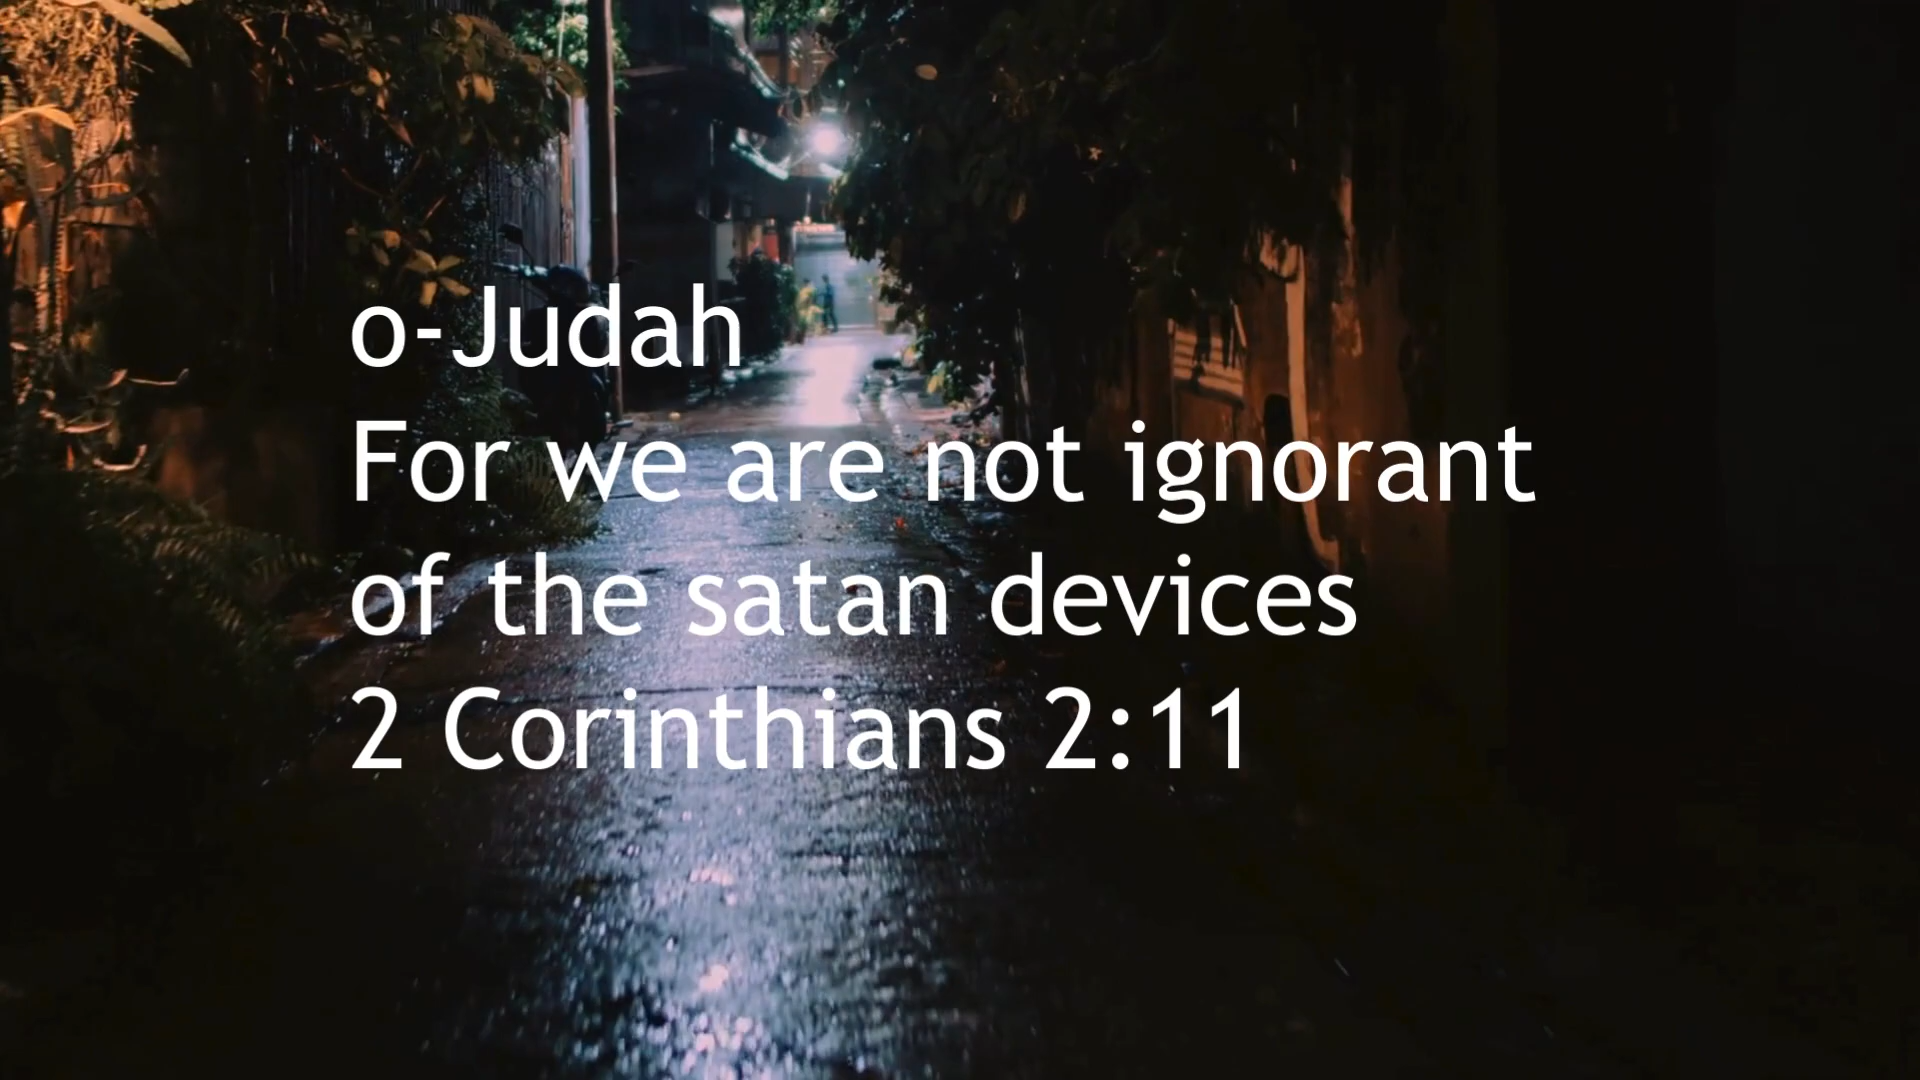 o-Judah
For we are not ignorant
of the satan devices
2 Corinthians 2:11